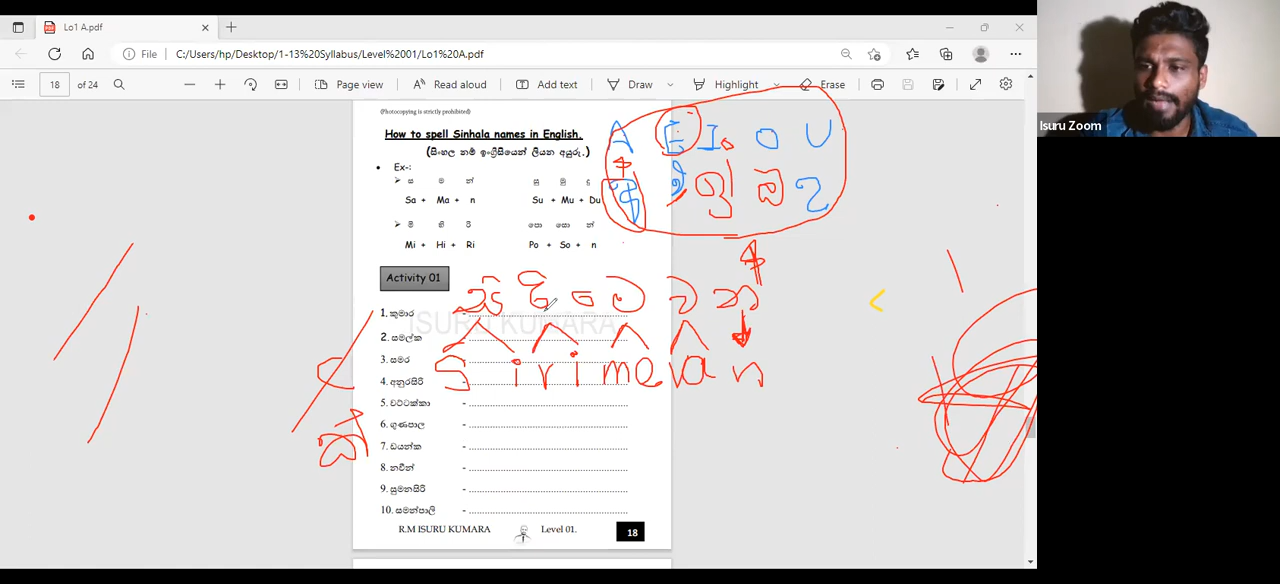 Lo1 A.pdf
File C:/Users/hp/Desktop/1-13%20Syllabus/Level%2001/Lo1%20A.pdf
18 of 24 Page view Read aloud Add text Draw Highlight Erase
Isuru Zoom
(Photocopying is strictly prohibited)
How to spell Sinhala names in English.
(සිංහල නම් ඉංග්‍රීසියෙන් ලියන අයුරු.)
A E I O U
Ex-:
ස ම න් සු මු දු
Sa + Ma + n Su + Mu + Du
මි හි රි පො සො න්
Mi + Hi + Ri Po + So + n
Activity 01
ISURU KUMARA
1. කුමාර -
2. සමල්ක -
3. සමර -
4. අනුරසිරි -
S i r i m e l a n
5. වට්ටක්කා -
6. ගුණපාල -
7. ඩයන්ක -
8. නවීන් -
9. සුමනසිරි -
10. සමන්පාලි -
R.M ISURU KUMARA Level 01. 18